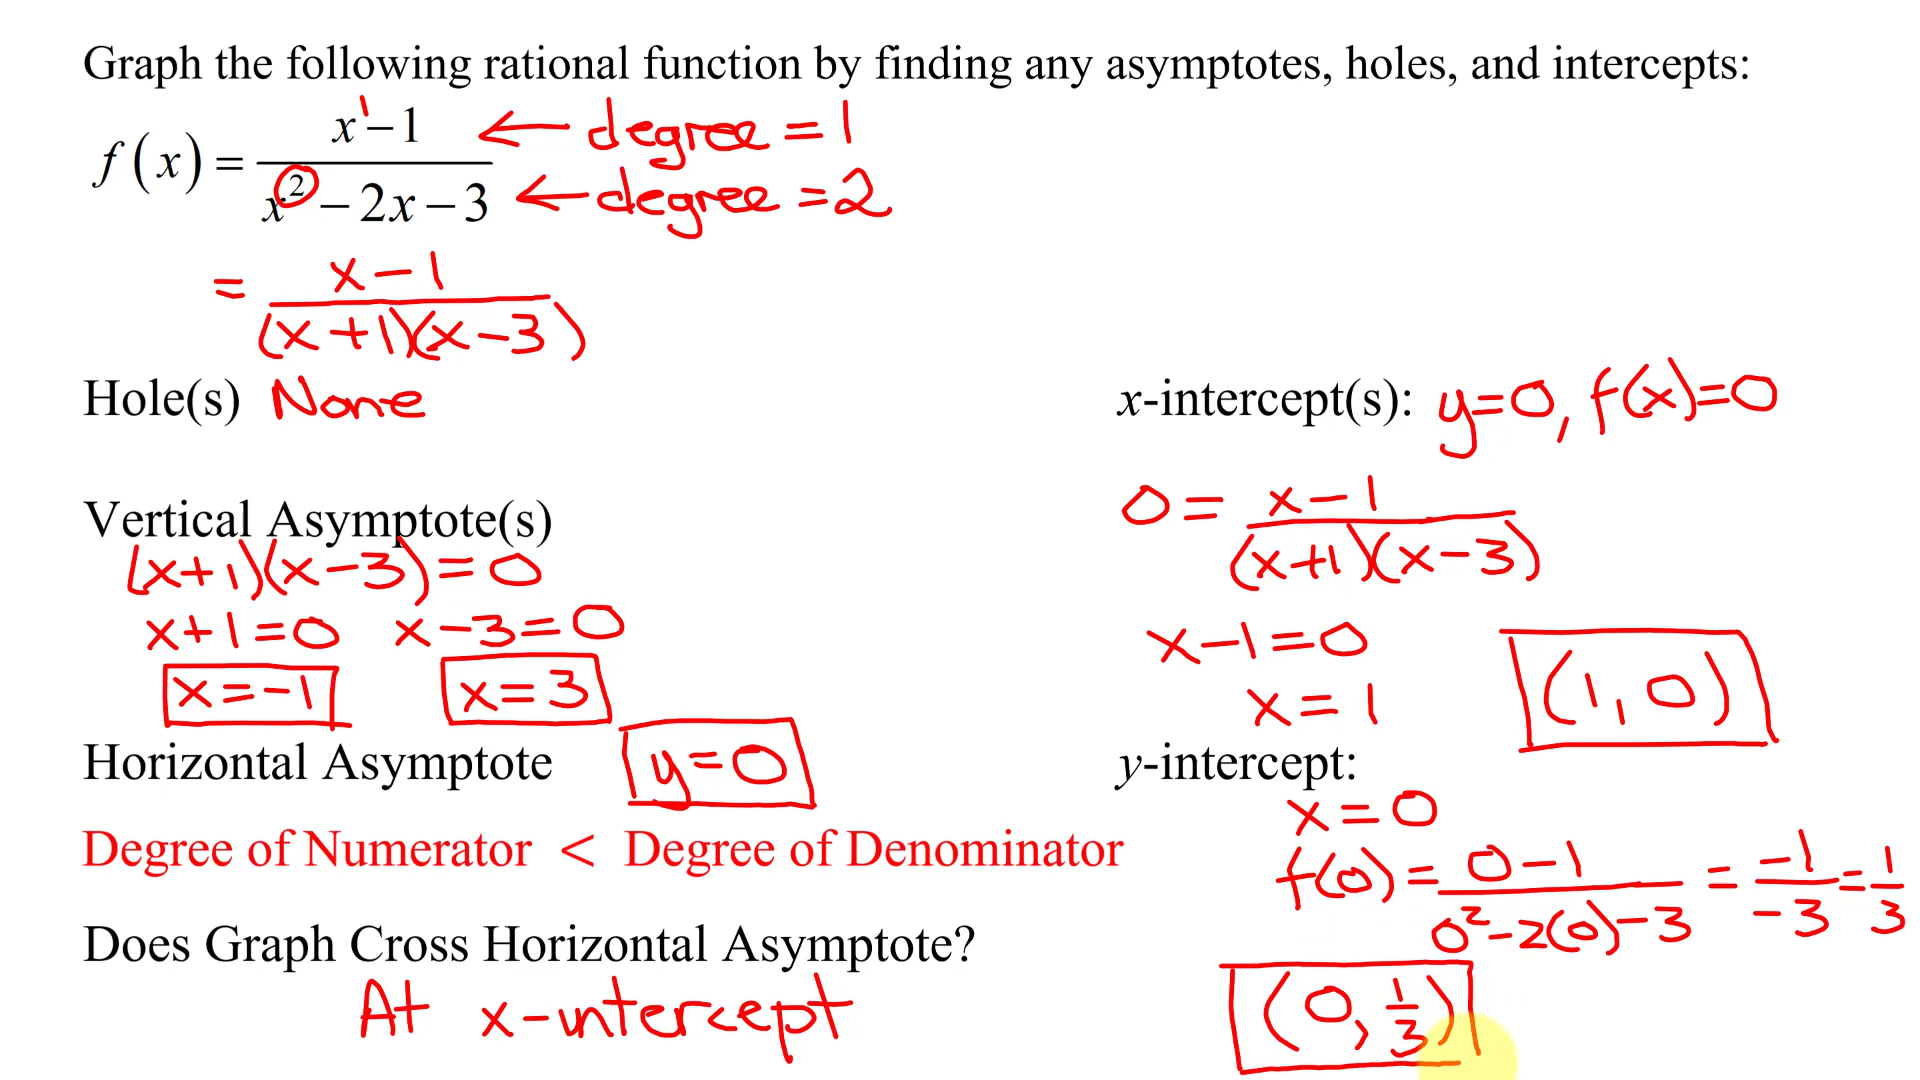 Graph the following rational function by finding any asymptotes, holes, and intercepts:
f(x) = (x^1 − 1)/(x^2 − 2x − 3)
← degree = 1
← degree = 2
= (x − 1)/((x + 1)(x − 3))
Hole(s) None
Vertical Asymptote(s)
(x+1)(x−3) = 0
x+1=0 x−3=0
x=−1 x=3
Horizontal Asymptote y=0
Degree of Numerator < Degree of Denominator
Does Graph Cross Horizontal Asymptote?
At x-intercept
x-intercept(s): y=0, f(x)=0
0 = (x−1)/((x+1)(x−3))
x−1=0
x=1
(1, 0)
y-intercept:
x=0
f(0) = (0−1)/(0^2−2(0)−3) = −1/−3 = 1/3
(0, 1/3)